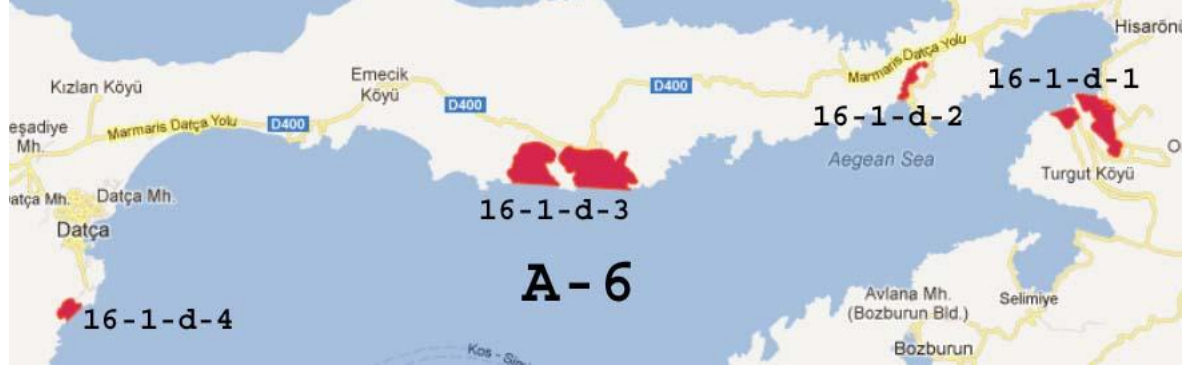 Hisarönü
Marmaris Datça Yolu
Kızlan Köyü
Emecik
Köyü
D400
D400
D400
16-1-d-1
16-1-d-2
eşadiye
Mh.
Marmaris Datça Yolu
Aegean Sea
Turgut Köyü
atça Mh.
Datça Mh.
Datça
16-1-d-3
A-6
Avlana Mh.
(Bozburun Bld.)
Selimiye
16-1-d-4
Bozburun
Kos - Sim